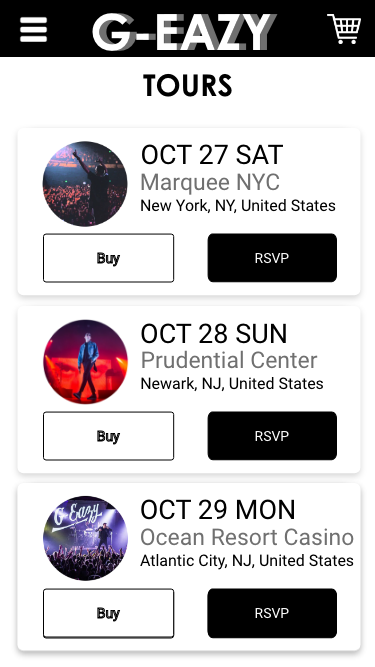 G-EAZY
TOURS
OCT 27 SAT
Marquee NYC
New York, NY, United States
Buy
RSVP
OCT 28 SUN
Prudential Center
Newark, NJ, United States
Buy
RSVP
G Eazy
OCT 29 MON
Ocean Resort Casino
Atlantic City, NJ, United States
Buy
RSVP